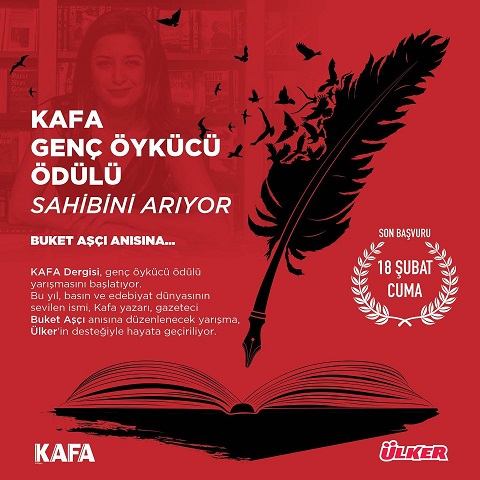 KAFA
GENÇ ÖYKÜCÜ
ÖDÜLÜ
SAHİBİNİ ARIYOR
BUKET AŞÇI ANISINA...
KAFA Dergisi, genç öykücü ödülü
yarışmasını başlatıyor.
Bu yıl, basın ve edebiyat dünyasının
sevilen ismi, Kafa yazarı, gazeteci
Buket Aşçı anısına düzenlenecek yarışma,
Ülker'in desteğiyle hayata geçiriliyor.
SON BAŞVURU
18 ŞUBAT
CUMA
KAFA
ÜLKER